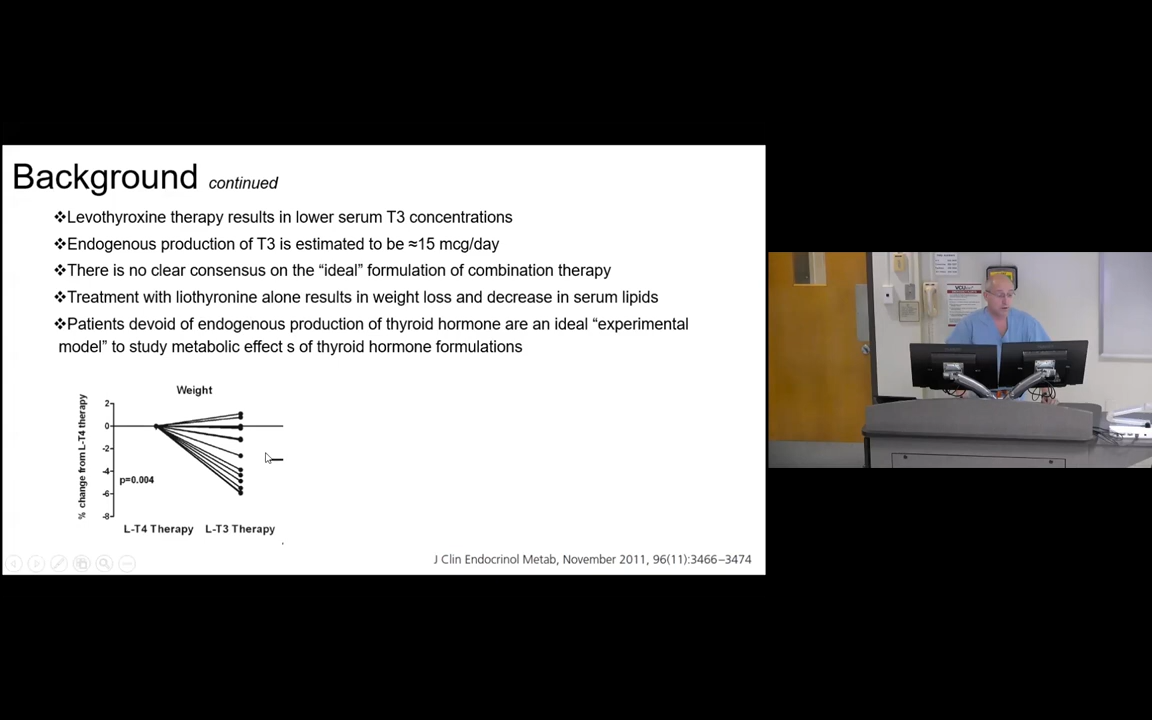 Background continued
❖Levothyroxine therapy results in lower serum T3 concentrations
❖Endogenous production of T3 is estimated to be ≈15 mcg/day
❖There is no clear consensus on the “ideal” formulation of combination therapy
❖Treatment with liothyronine alone results in weight loss and decrease in serum lipids
❖Patients devoid of endogenous production of thyroid hormone are an ideal “experimental
model” to study metabolic effect s of thyroid hormone formulations
Weight
% change from L-T4 therapy
2
0
-2
-4
-6
-8
p=0.004
L-T4 Therapy L-T3 Therapy
J Clin Endocrinol Metab, November 2011, 96(11):3466–3474
VCU